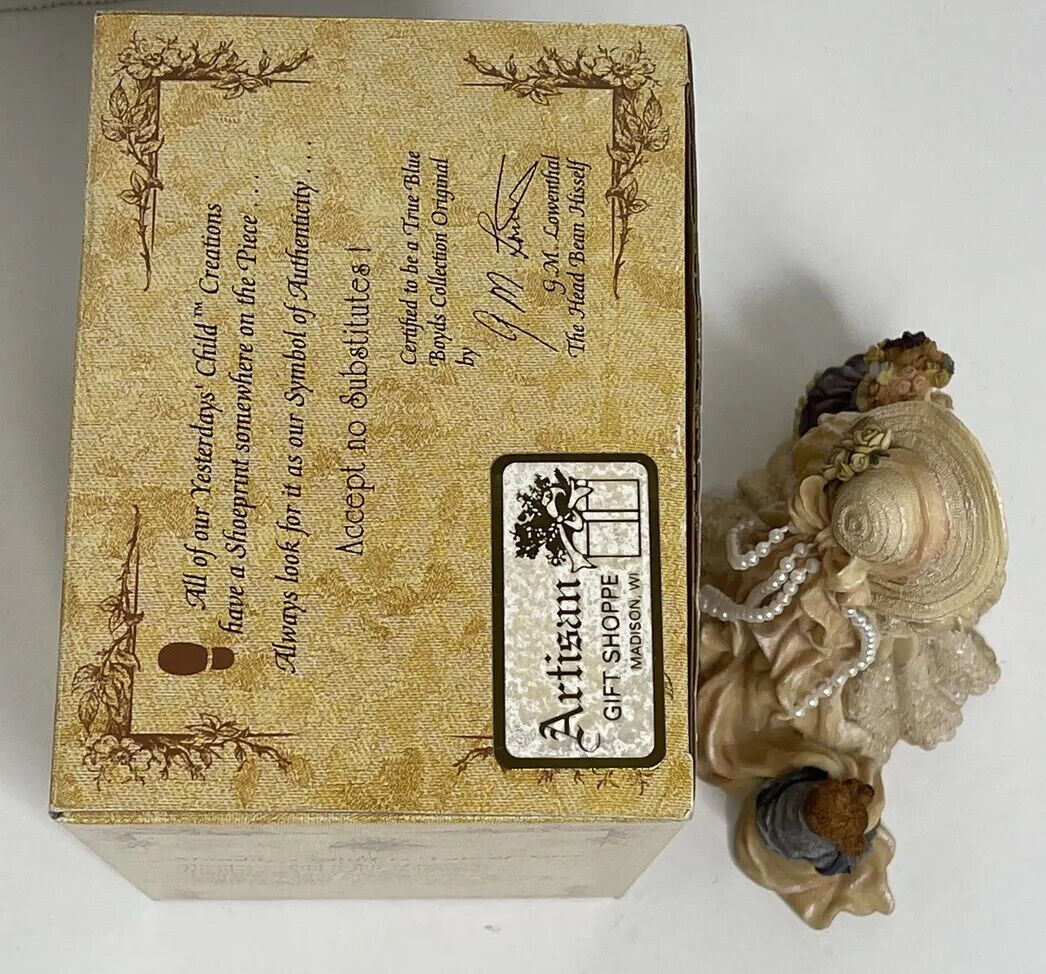 All of our Yesterdays' Child™ Creations
have a Shoeprint somewhere on the Piece . . . .
Always look for it as our Symbol of Authenticity . . .
Accept no Substitutes!
Certified to be a True Blue
Boyds Collection Original
by
G.M. Lowenthal
The Head Bean Hisself
Artisan
GIFT SHOPPE
MADISON, WI